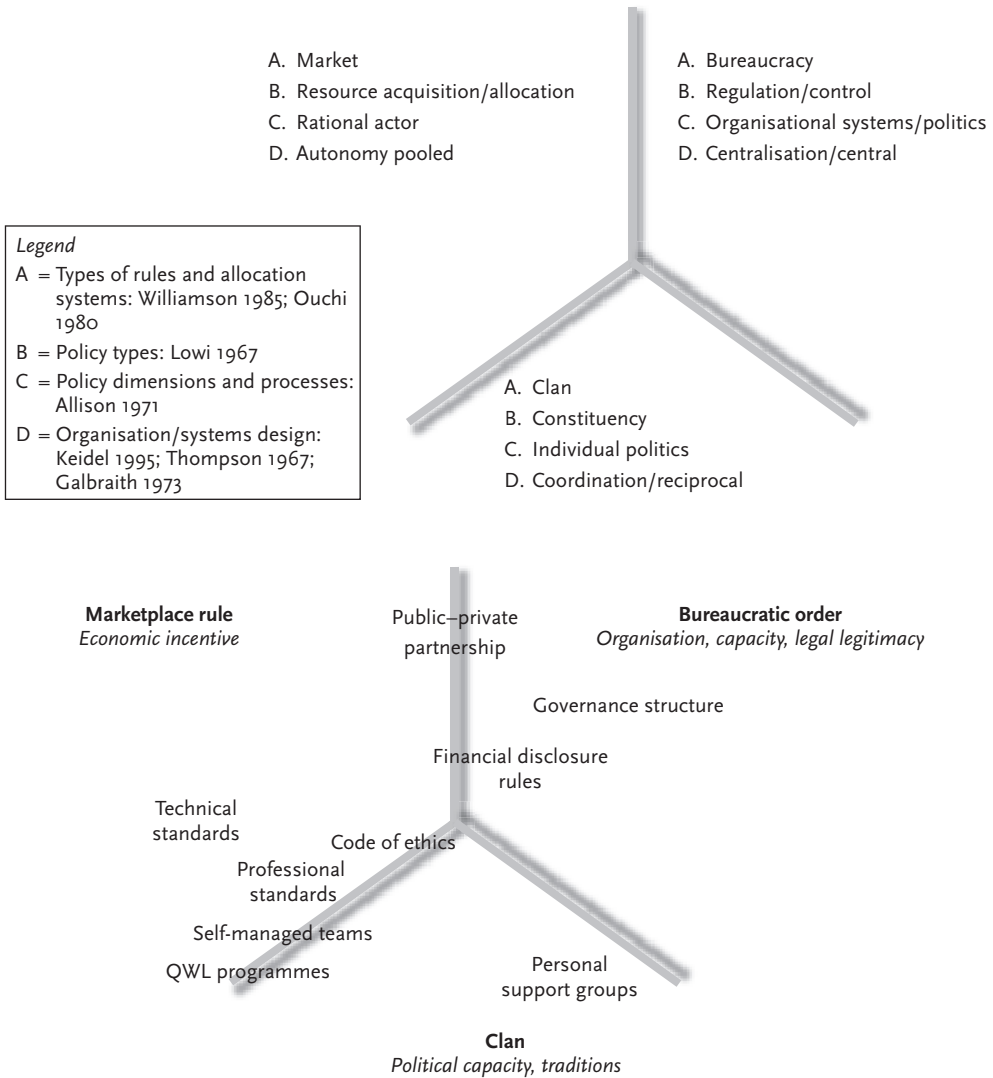 A. Market
B. Resource acquisition/allocation
C. Rational actor
D. Autonomy pooled
A. Bureaucracy
B. Regulation/control
C. Organisational systems/politics
D. Centralisation/central
Legend
A = Types of rules and allocation
systems: Williamson 1985; Ouchi
1980
B = Policy types: Lowi 1967
C = Policy dimensions and processes:
Allison 1971
D = Organisation/systems design:
Keidel 1995; Thompson 1967;
Galbraith 1973
A. Clan
B. Constituency
C. Individual politics
D. Coordination/reciprocal
Marketplace rule
Economic incentive
Public–private
partnership
Bureaucratic order
Organisation, capacity, legal legitimacy
Governance structure
Financial disclosure
rules
Technical
standards
Code of ethics
Professional
standards
Self-managed teams
QWL programmes
Personal
support groups
Clan
Political capacity, traditions